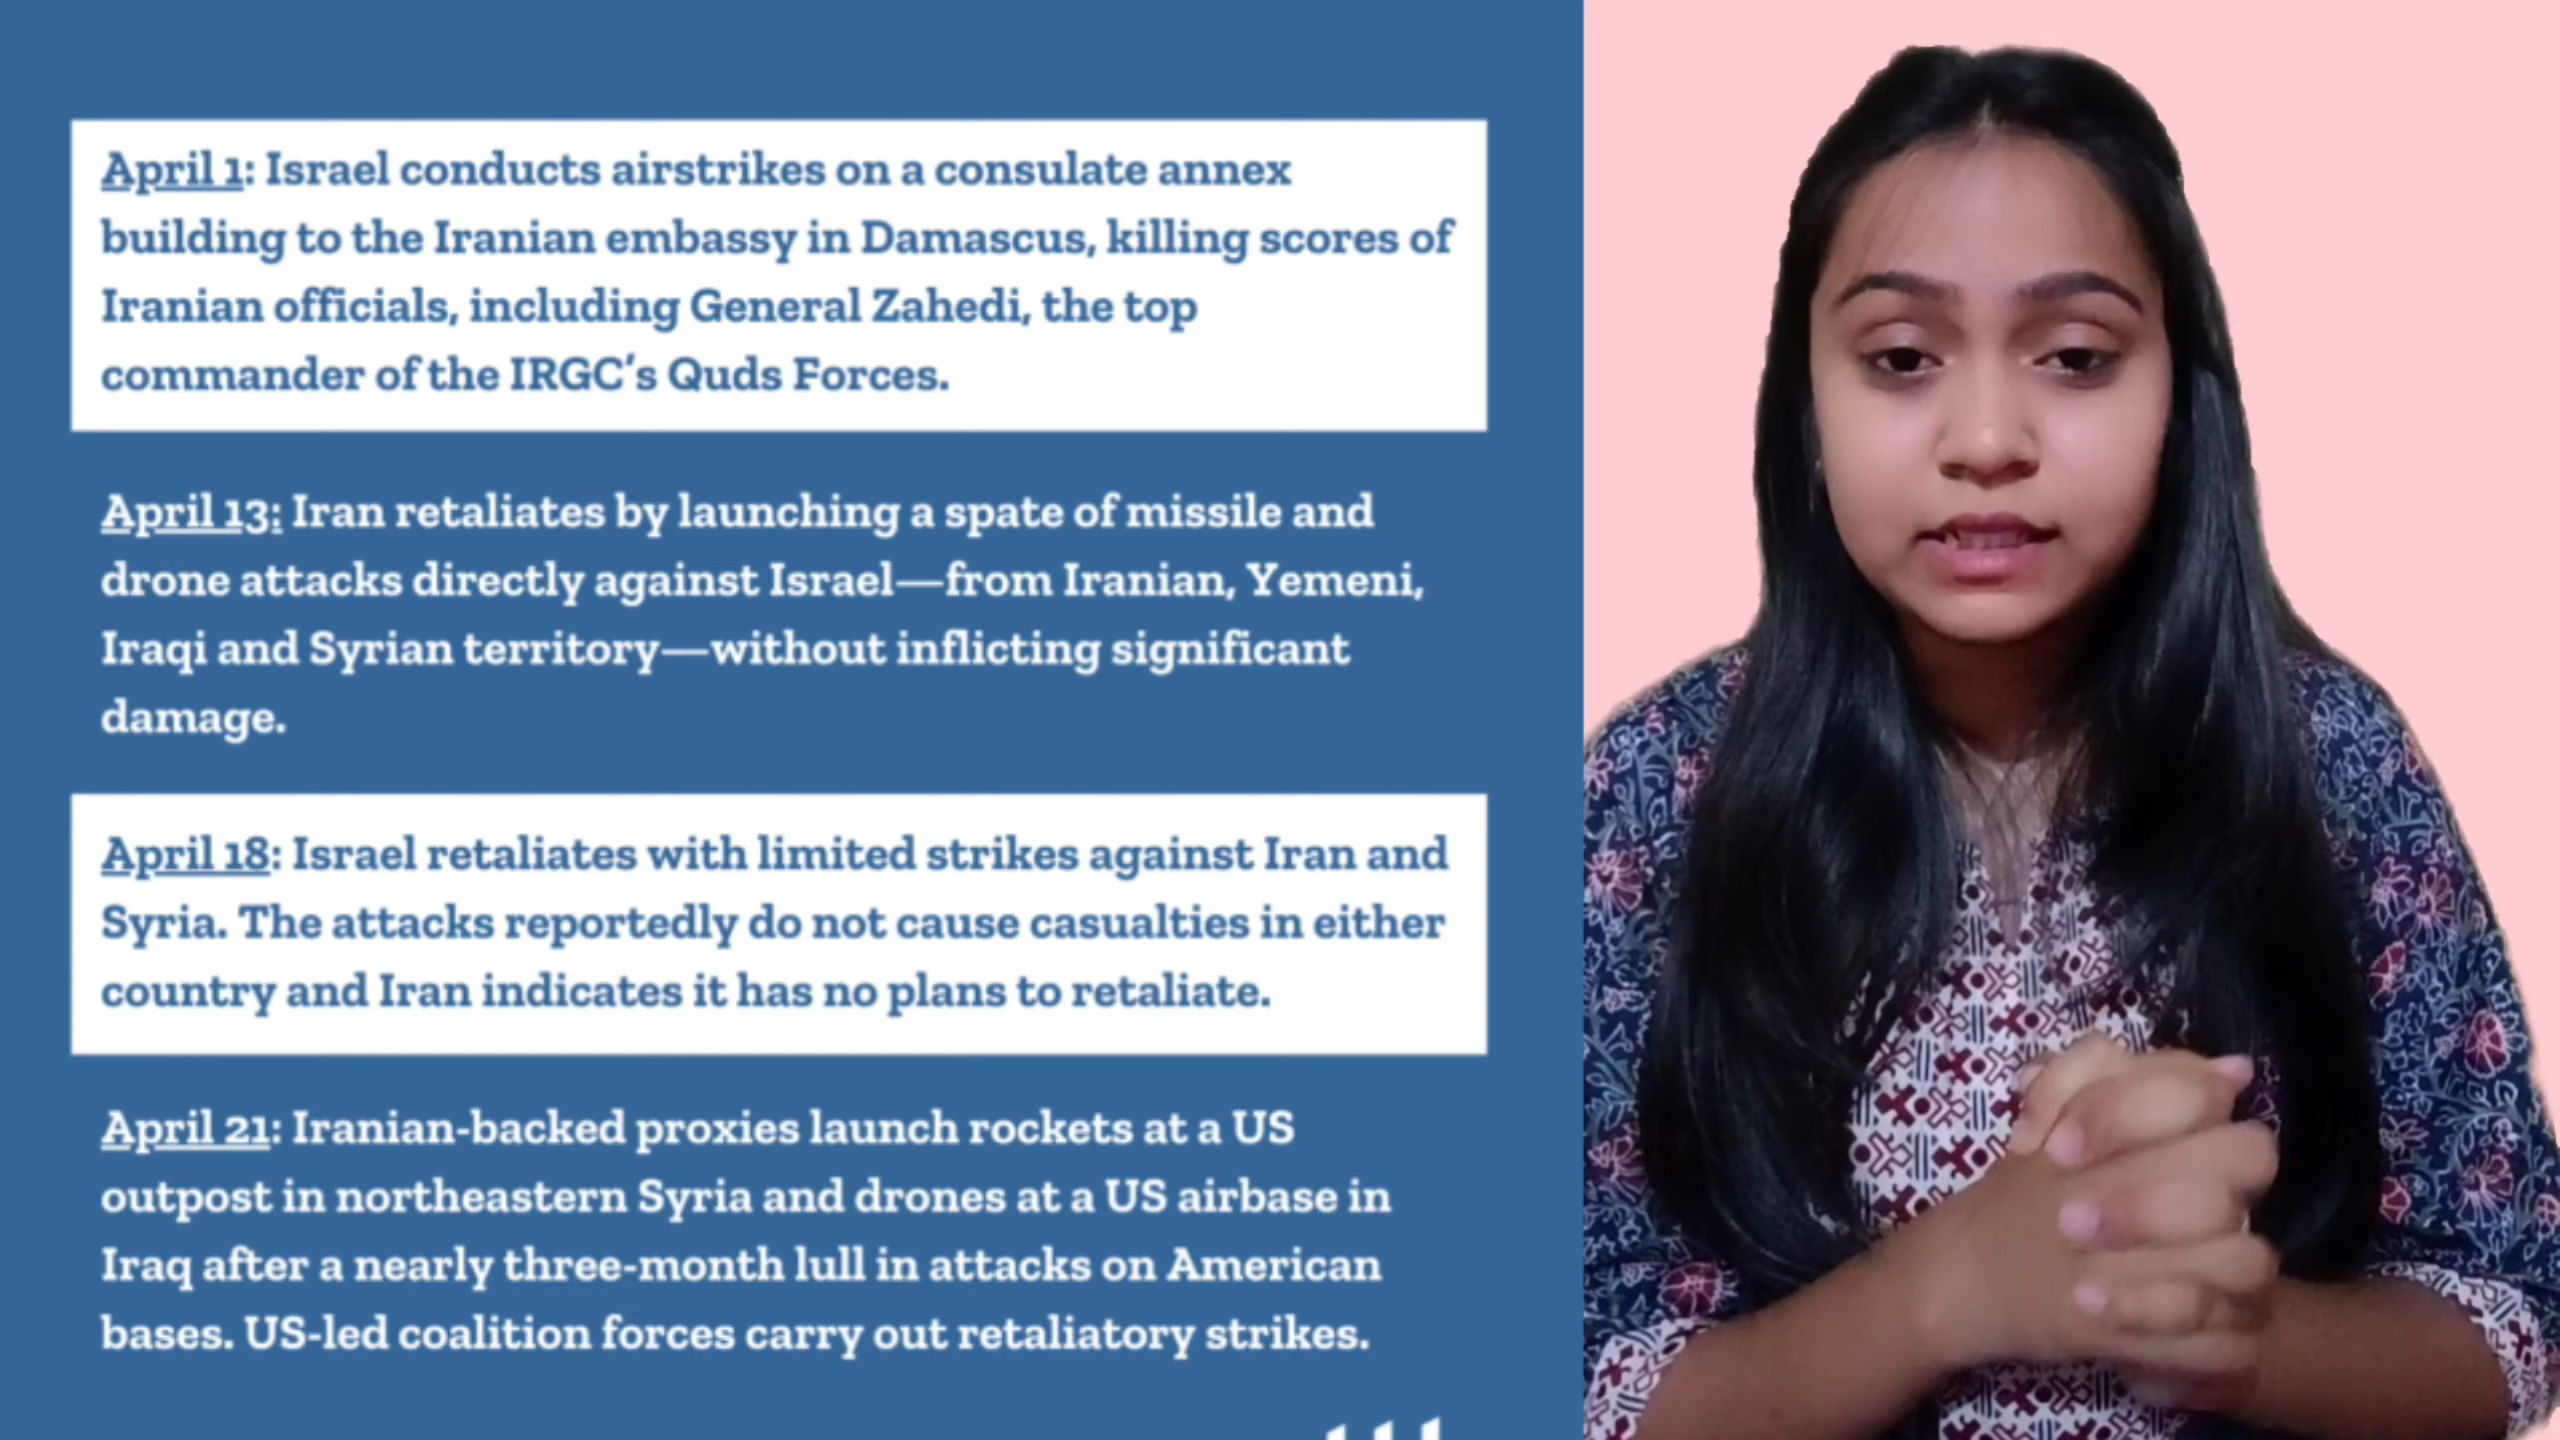 April 1: Israel conducts airstrikes on a consulate annex
building to the Iranian embassy in Damascus, killing scores of
Iranian officials, including General Zahedi, the top
commander of the IRGC’s Quds Forces.
April 13: Iran retaliates by launching a spate of missile and
drone attacks directly against Israel—from Iranian, Yemeni,
Iraqi and Syrian territory—without inflicting significant
damage.
April 18: Israel retaliates with limited strikes against Iran and
Syria. The attacks reportedly do not cause casualties in either
country and Iran indicates it has no plans to retaliate.
April 21: Iranian-backed proxies launch rockets at a US
outpost in northeastern Syria and drones at a US airbase in
Iraq after a nearly three-month lull in attacks on American
bases. US-led coalition forces carry out retaliatory strikes.